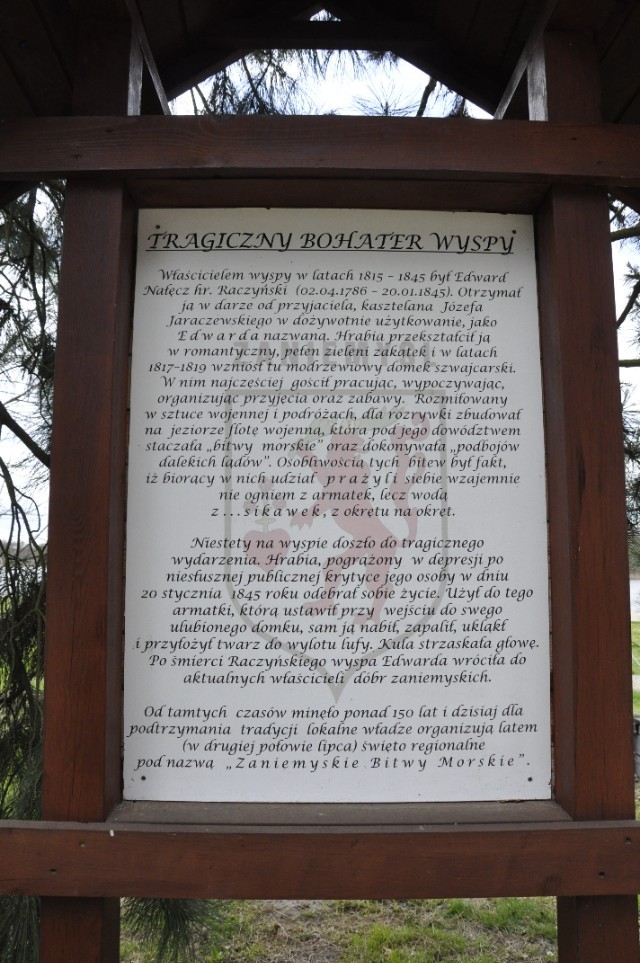 TRAGICZNY BOHATER WYSPY
Właścicielem wyspy w latach 1815 - 1845 był Edward
Nałęcz hr. Raczyński (02.04.1786 - 20.01.1845). Otrzymał
ją w darze od przyjaciela, kasztelana Józefa
Jaraczewskiego w dożywotnie użytkowanie, jako
Edwarda nazwana. Hrabia przekształcił ją
w romantyczy, pełen zieleni zakątek i w latach
1817-1819 wzniósł tu modrzewiowy domek szwajcarski.
W nim najczęściej gościł pracując, wypoczywając,
organizując przyjęcia oraz zabawy. Rozmiłowany
w sztuce wojennej i podróżach, dla rozrywki zbudował
na jeziorze flotę wojenną, która pod jego dowództwem
staczała „bitwy morskie" oraz dokonywała „podbojów
dalekich lądów". Osobliwością tych bitew był fakt,
iż biorący w nich udział prażyli siebie wzajemnie
nie ogniem z armatek, lecz wodą
z...sikawek, z okrętu na okręt.
Niestety na wyspie doszło do tragicznego
wydarzenia. Hrabia, pogrążony w depresji po
niesłusznej publicznej krytyce jego osoby w dniu
20 stycznia 1845 roku odebrał sobie życie. Użył do tego
armatki, którą ustawił przy wejściu do swego
ulubionego domku, sam ją nabił, zapalił, ukląkł
i przyłożył twarz do wylotu lufy. Kula strzaskała głowę.
Po śmierci Raczyńskiego wyspa Edwarda wróciła do
aktualnych właścicieli dóbr zaniemyskich.
Od tamtych czasów minęło ponad 150 lat i dzisiaj dla
podtrzymania tradycji lokalne władze organizują latem
(w drugiej połowie lipca) święto regionalne
pod nazwą „Zaniemyskie Bitwy Morskie".
ZANIEMYŚL